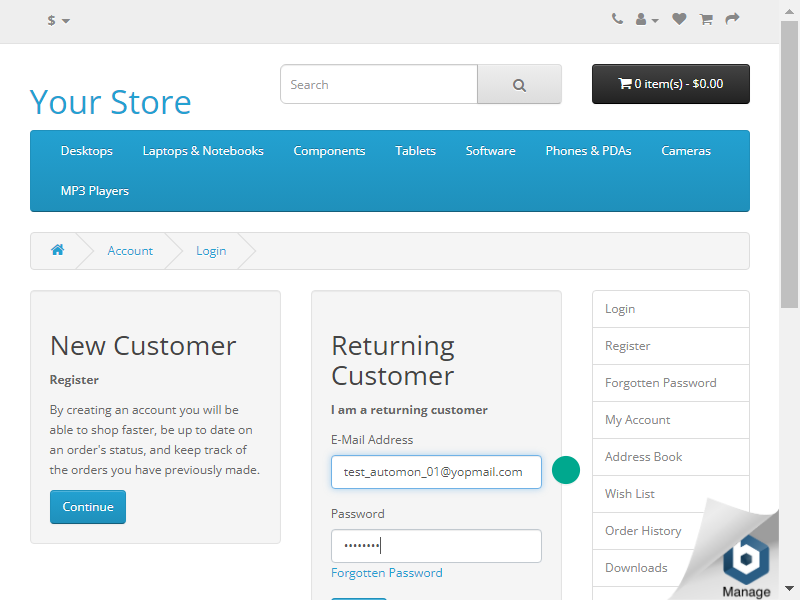 $
Your Store
Search
0 item(s) - $0.00
Desktops
Laptops & Notebooks
Components
Tablets
Software
Phones & PDAs
Cameras
MP3 Players
Account
Login
New Customer
Register
By creating an account you will be
able to shop faster, be up to date on
an order's status, and keep track of
the orders you have previously made.
Continue
Returning
Customer
I am a returning customer
E-Mail Address
test_automon_01@yopmail.com
Password
••••••••
Forgotten Password
Login
Register
Forgotten Password
My Account
Address Book
Wish List
Order History
Downloads
Manage